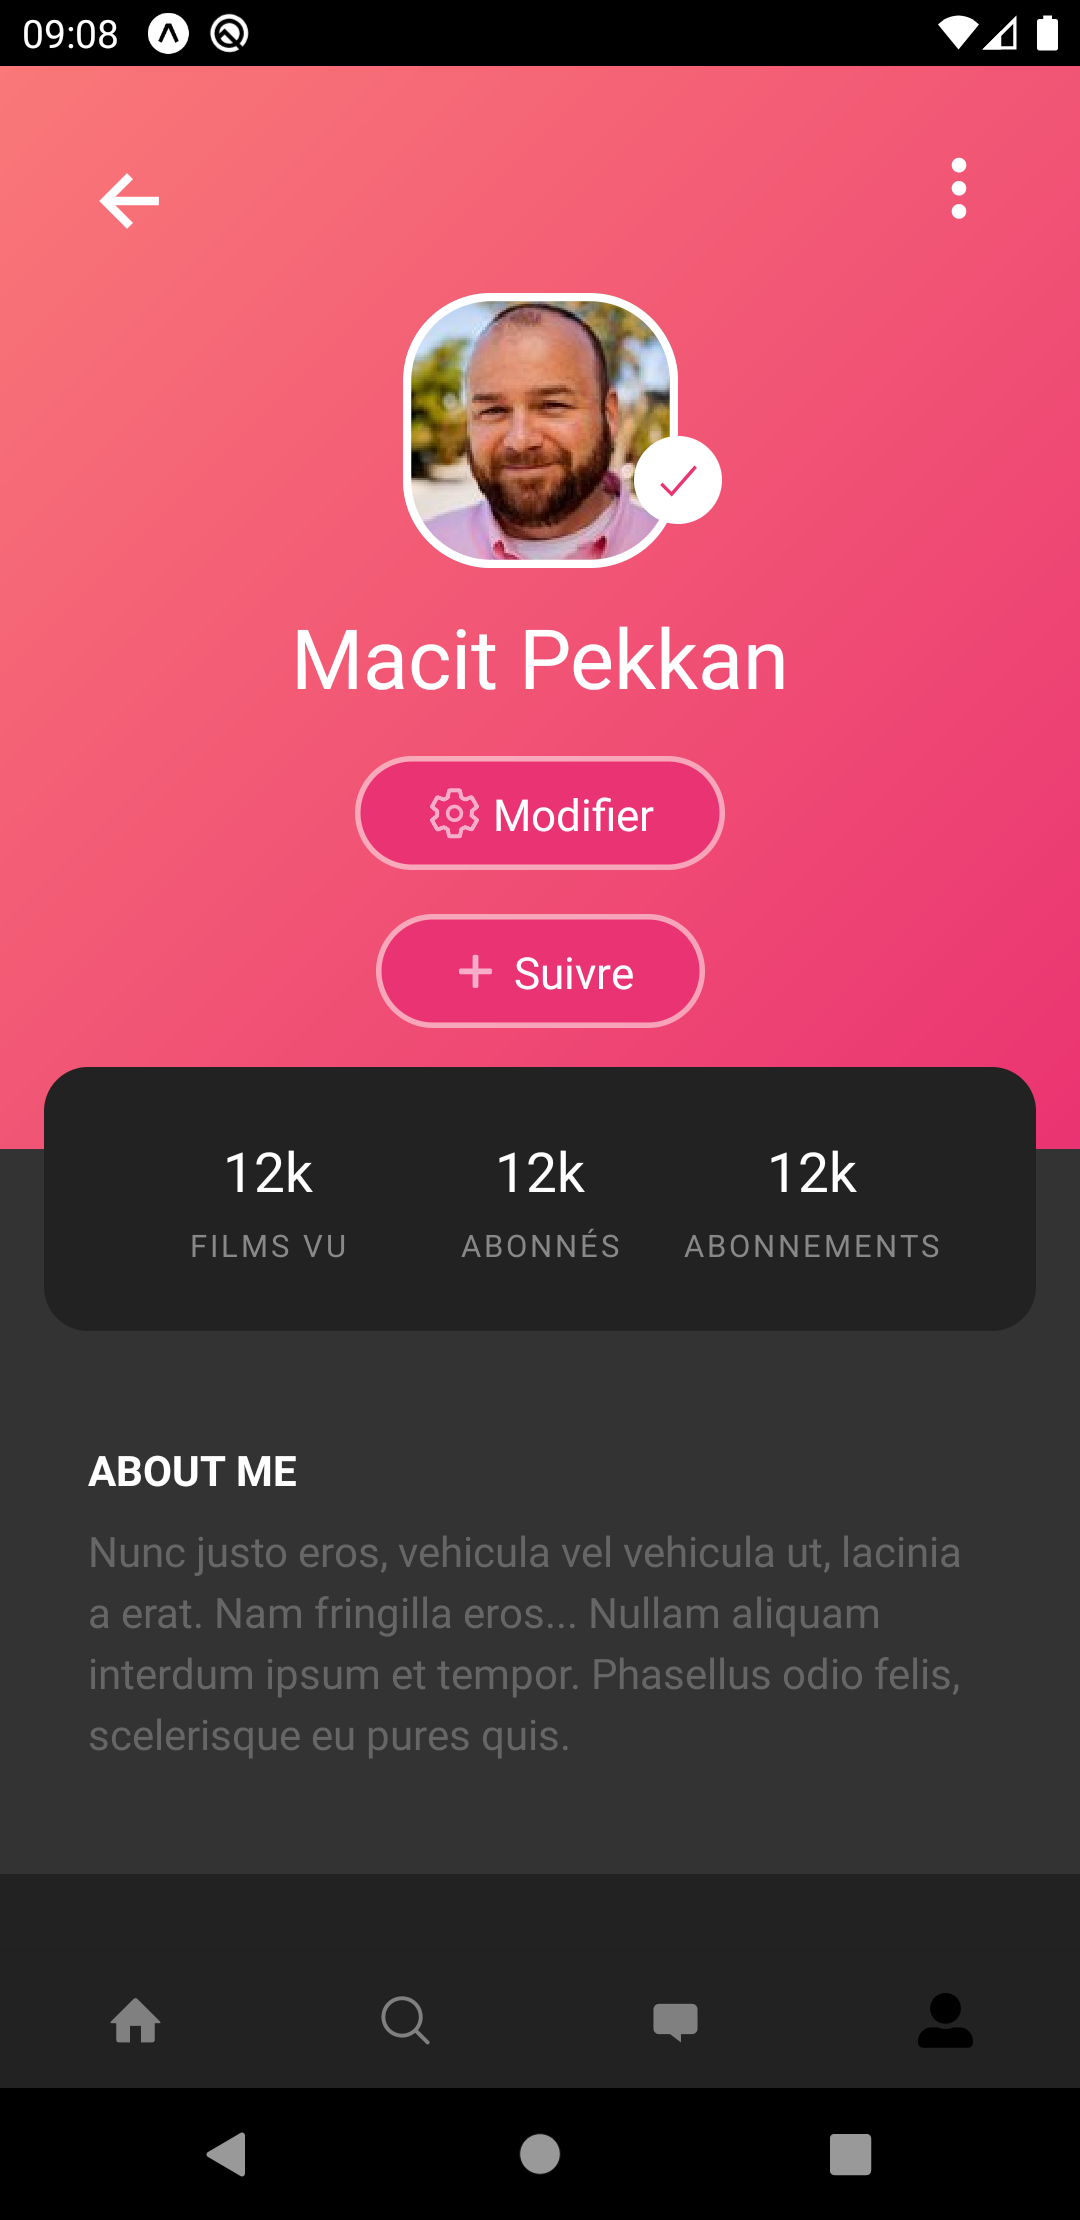 09:08
Macit Pekkan
Modifier
Suivre
12k 12k 12k
FILMS VU ABONNÉS ABONNEMENTS
ABOUT ME
Nunc justo eros, vehicula vel vehicula ut, lacinia
a erat. Nam fringilla eros... Nullam aliquam
interdum ipsum et tempor. Phasellus odio felis,
scelerisque eu pures quis.